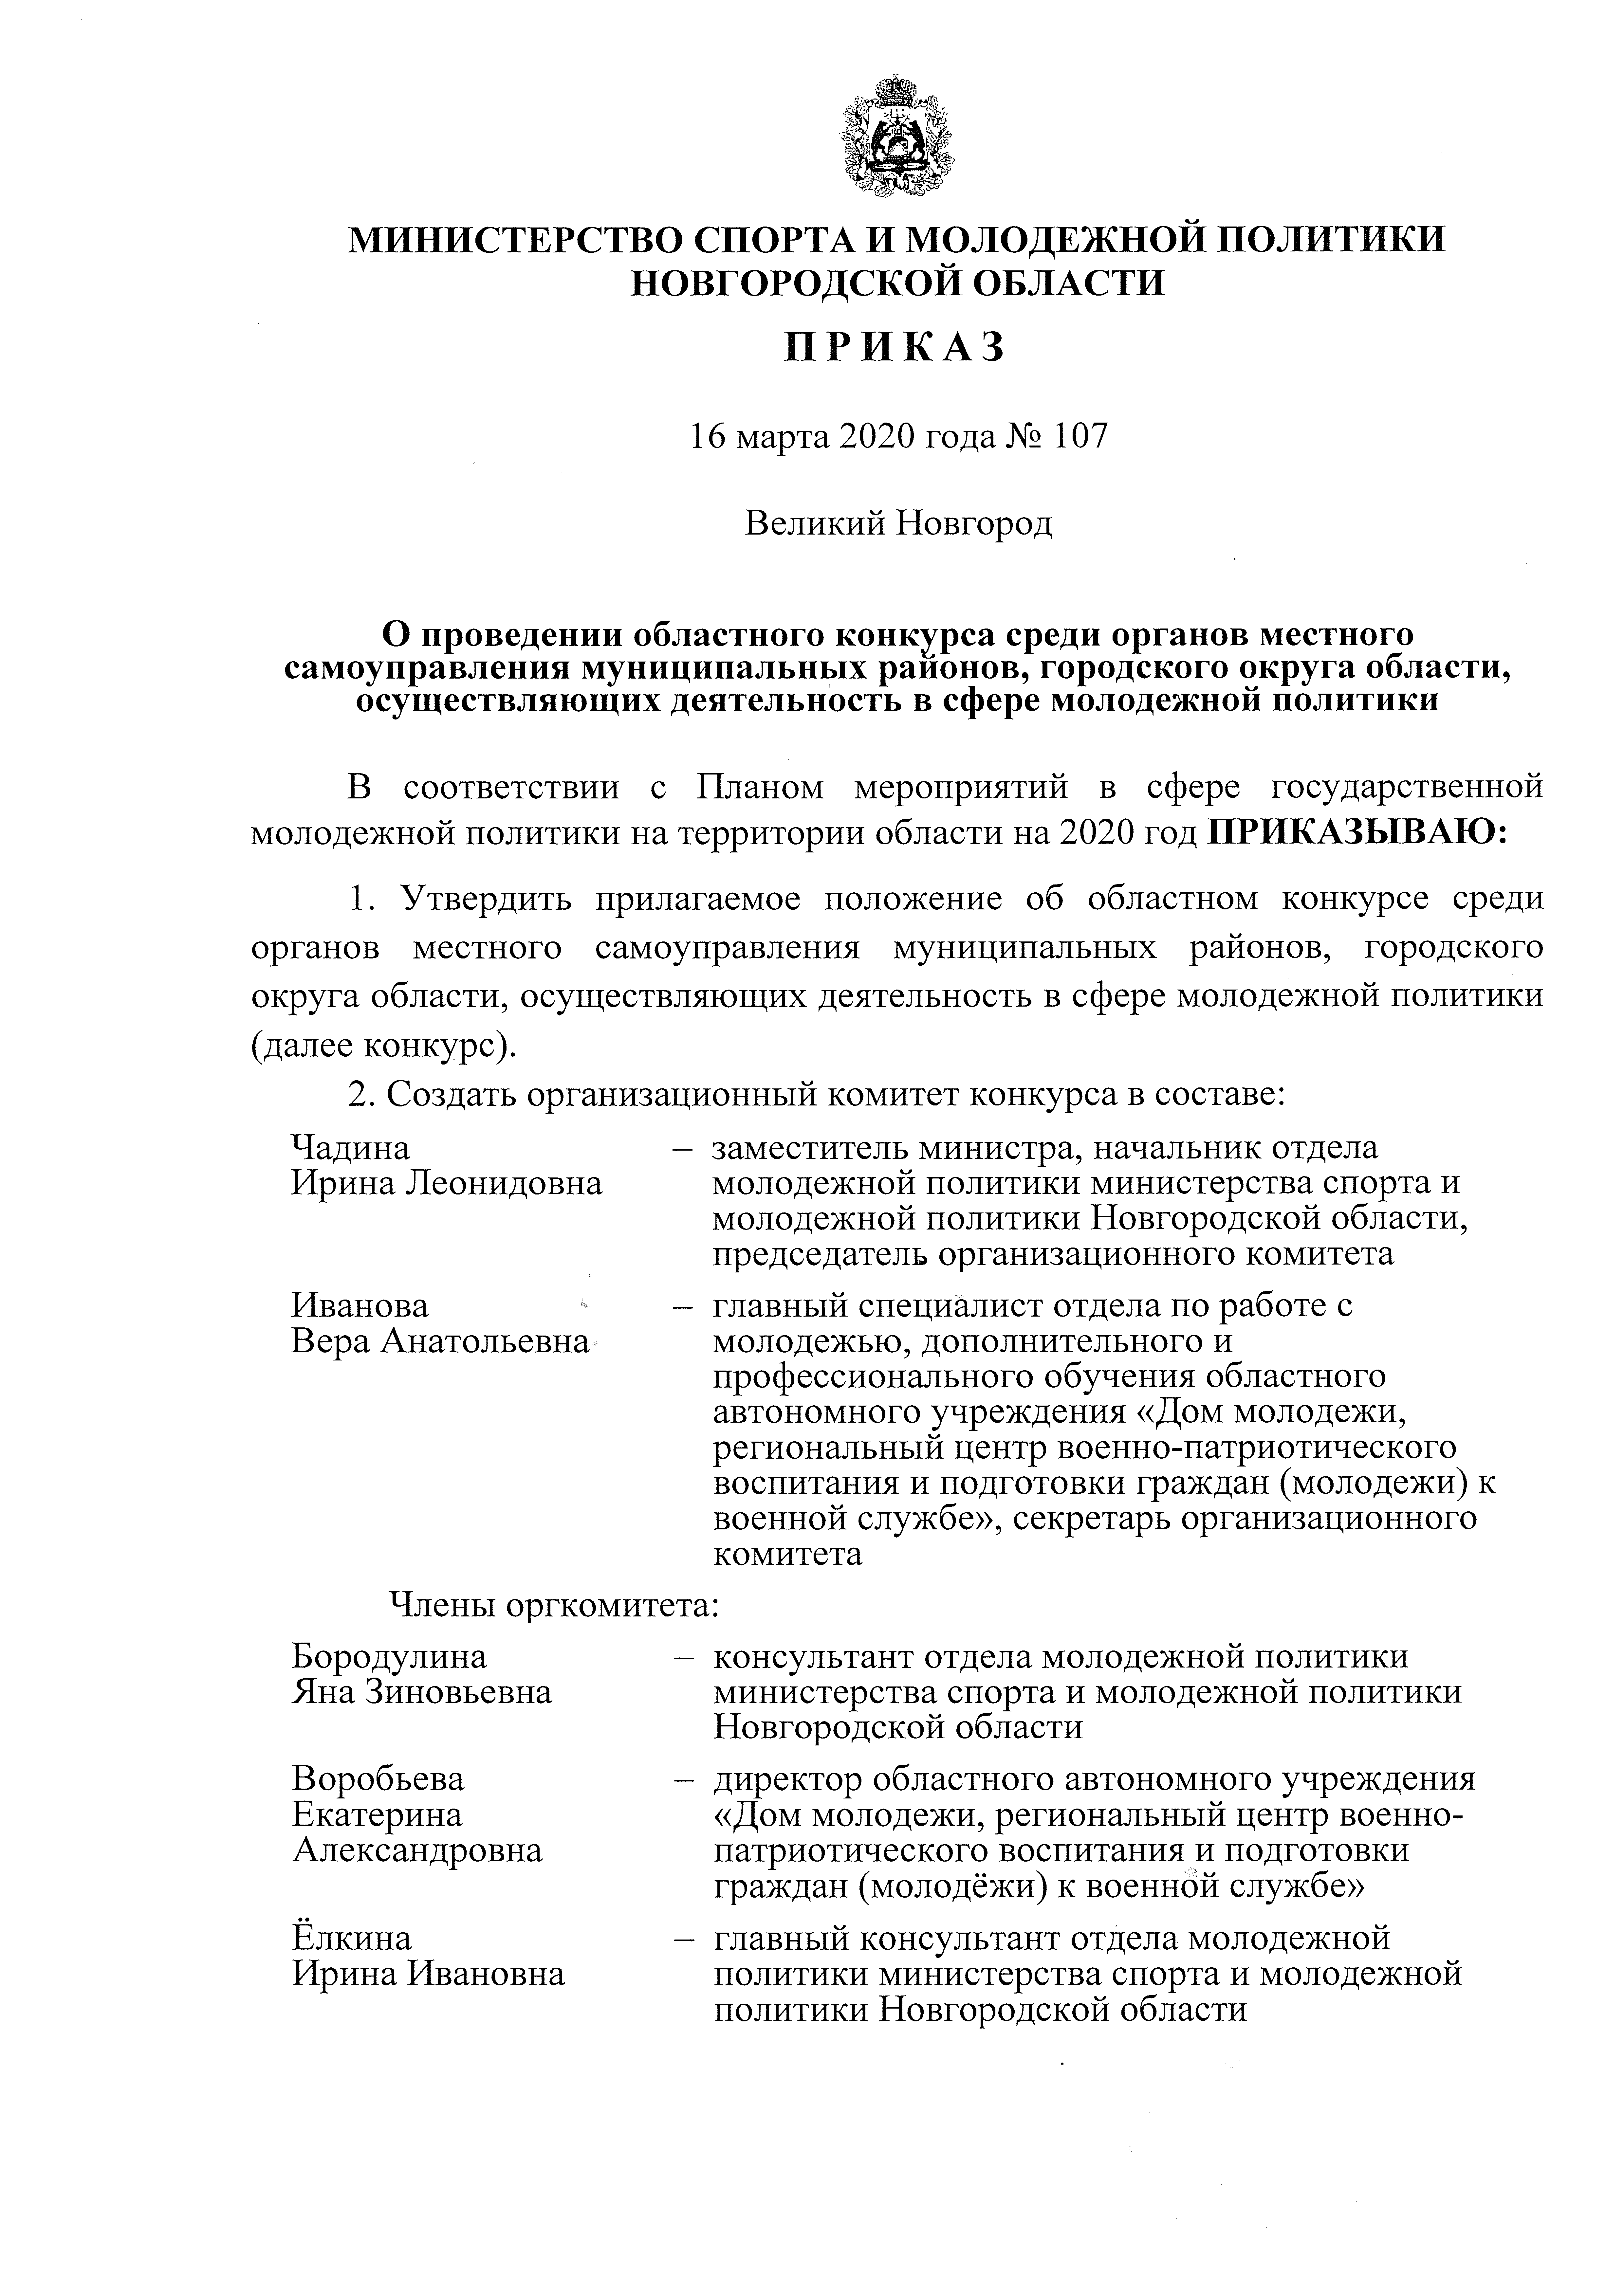 МИНИСТЕРСТВО СПОРТА И МОЛОДЕЖНОЙ ПОЛИТИКИ
НОВГОРОДСКОЙ ОБЛАСТИ
П Р И К А З
16 марта 2020 года № 107
Великий Новгород
О проведении областного конкурса среди органов местного
самоуправления муниципальных районов, городского округа области,
осуществляющих деятельность в сфере молодежной политики
В соответствии с Планом мероприятий в сфере государственной
молодежной политики на территории области на 2020 год ПРИКАЗЫВАЮ:
1. Утвердить прилагаемое положение об областном конкурсе среди
органов местного самоуправления муниципальных районов, городского
округа области, осуществляющих деятельность в сфере молодежной политики
(далее конкурс).
2. Создать организационный комитет конкурса в составе:
Чадина – заместитель министра, начальник отдела
Ирина Леонидовна молодежной политики министерства спорта и
молодежной политики Новгородской области,
председатель организационного комитета
Иванова – главный специалист отдела по работе с
Вера Анатольевна молодежью, дополнительного и
профессионального обучения областного
автономного учреждения «Дом молодежи,
региональный центр военно-патриотического
воспитания и подготовки граждан (молодежи) к
военной службе», секретарь организационного
комитета
Члены оргкомитета:
Бородулина – консультант отдела молодежной политики
Яна Зиновьевна министерства спорта и молодежной политики
Новгородской области
Воробьева – директор областного автономного учреждения
Екатерина «Дом молодежи, региональный центр военно-
Александровна патриотического воспитания и подготовки
граждан (молодёжи) к военной службе»
Ёлкина – главный консультант отдела молодежной
Ирина Ивановна политики министерства спорта и молодежной
политики Новгородской области